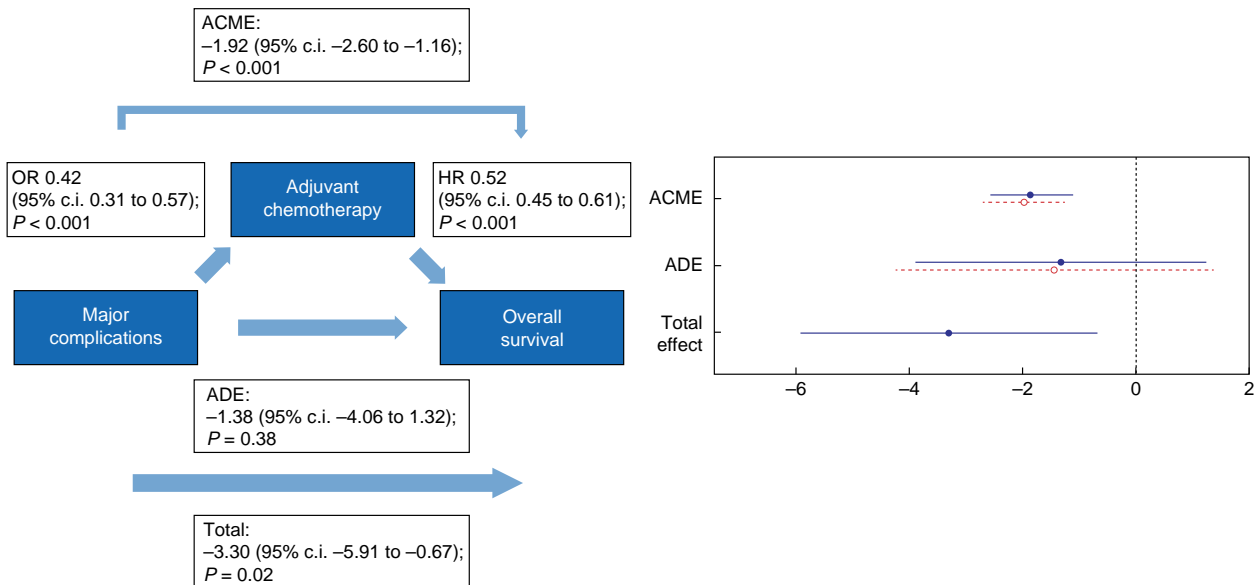 ACME:
–1.92 (95% c.i. –2.60 to –1.16);
P < 0.001
OR 0.42
(95% c.i. 0.31 to 0.57);
P < 0.001
Adjuvant
chemotherapy
HR 0.52
(95% c.i. 0.45 to 0.61);
P < 0.001
Major
complications
Overall
survival
ADE:
–1.38 (95% c.i. –4.06 to 1.32);
P = 0.38
Total:
–3.30 (95% c.i. –5.91 to –0.67);
P = 0.02
ACME
ADE
Total
effect
–6 –4 –2 0 2